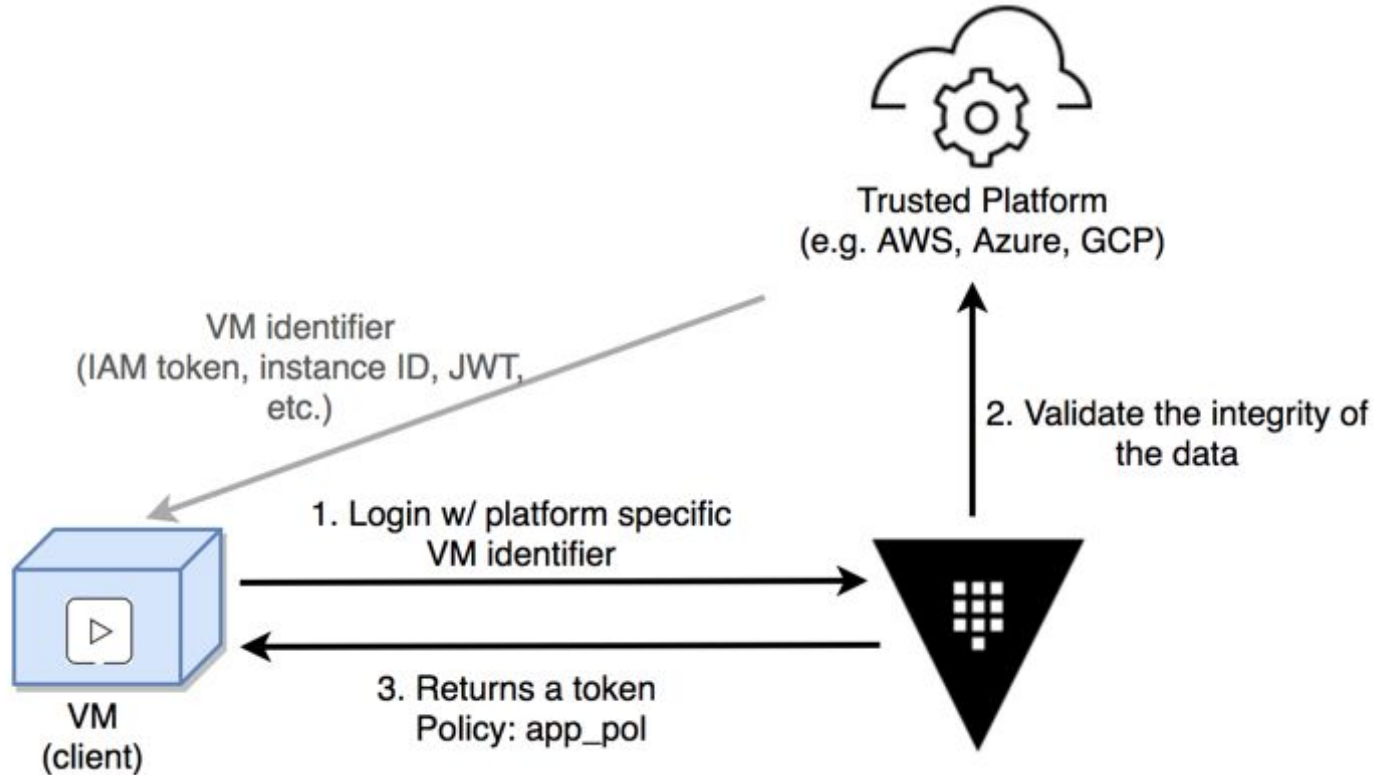 Trusted Platform
(e.g. AWS, Azure, GCP)
VM identifier
(IAM token, instance ID, JWT,
etc.)
2. Validate the integrity of
the data
1. Login w/ platform specific
VM identifier
3. Returns a token
Policy: app_pol
VM
(client)